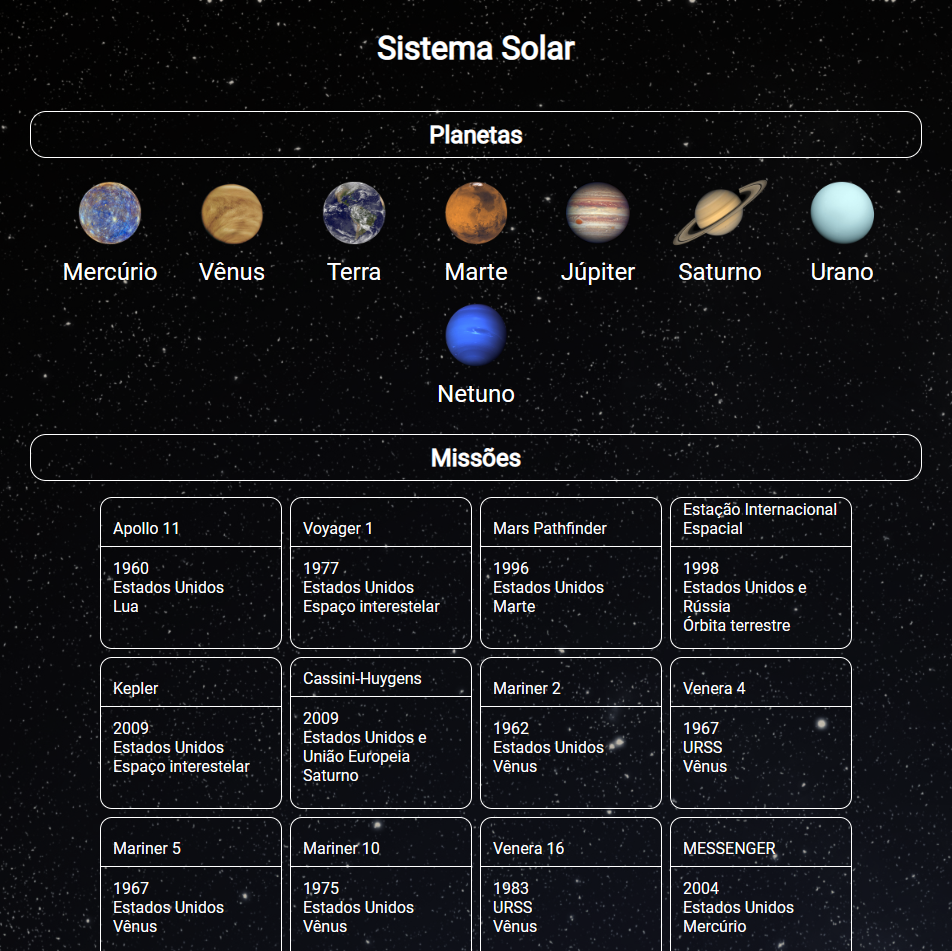 Sistema Solar
Planetas
Mercúrio
Vênus
Terra
Marte
Júpiter
Saturno
Urano
Netuno
Missões
Apollo 11
1960
Estados Unidos
Lua
Voyager 1
1977
Estados Unidos
Espaço interestelar
Mars Pathfinder
1996
Estados Unidos
Marte
Estação Internacional
Espacial
1998
Estados Unidos e
Rússia
Órbita terrestre
Kepler
2009
Estados Unidos
Espaço interestelar
Cassini-Huygens
2009
Estados Unidos e
União Europeia
Saturno
Mariner 2
1962
Estados Unidos
Vênus
Venera 4
1967
URSS
Vênus
Mariner 5
1967
Estados Unidos
Vênus
Mariner 10
1975
Estados Unidos
Vênus
Venera 16
1983
URSS
Vênus
MESSENGER
2004
Estados Unidos
Mercúrio